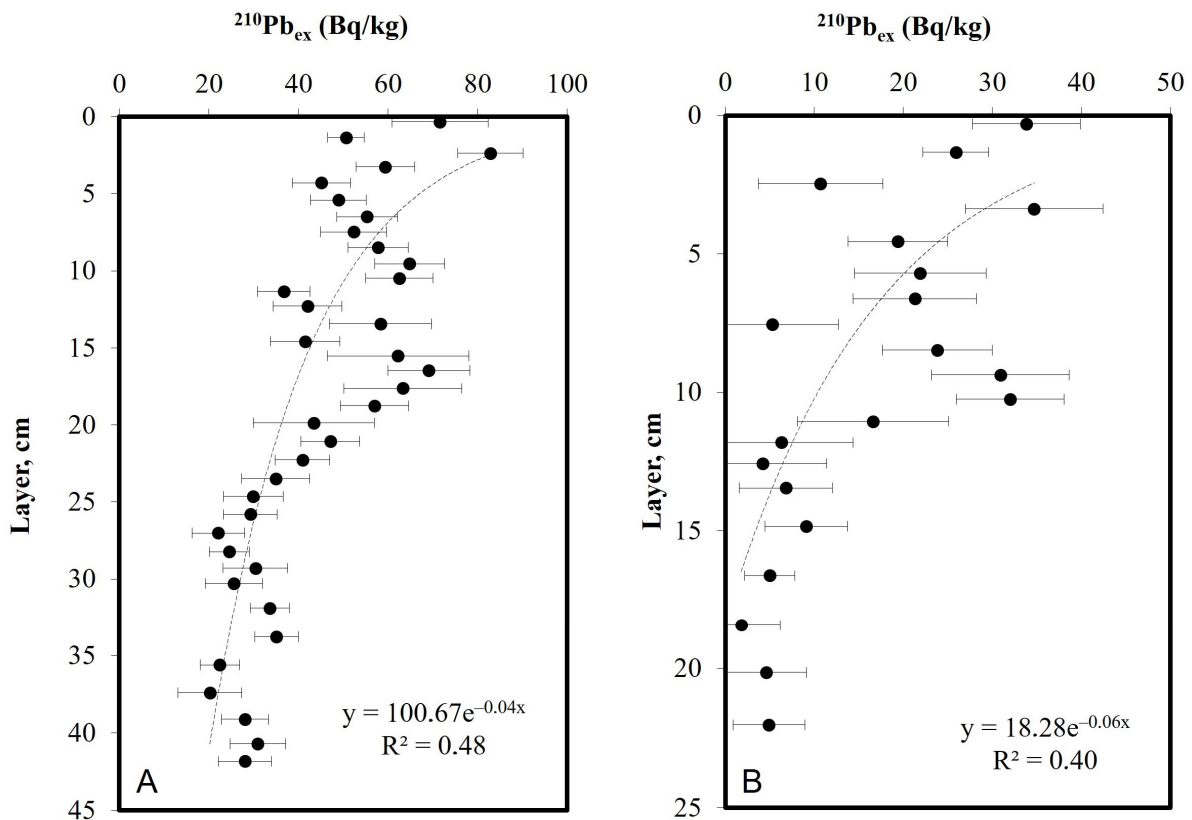 ²¹⁰Pbₑₓ (Bq/kg)
0 20 40 60 80 100
0
5
10
15
20
25
30
35
40
45
Layer, cm
y = 100.67e⁻⁰·⁰⁴ˣ
R² = 0.48
A
²¹⁰Pbₑₓ (Bq/kg)
0 10 20 30 40 50
0
5
10
15
20
25
Layer, cm
y = 18.28e⁻⁰·⁰⁶ˣ
R² = 0.40
B